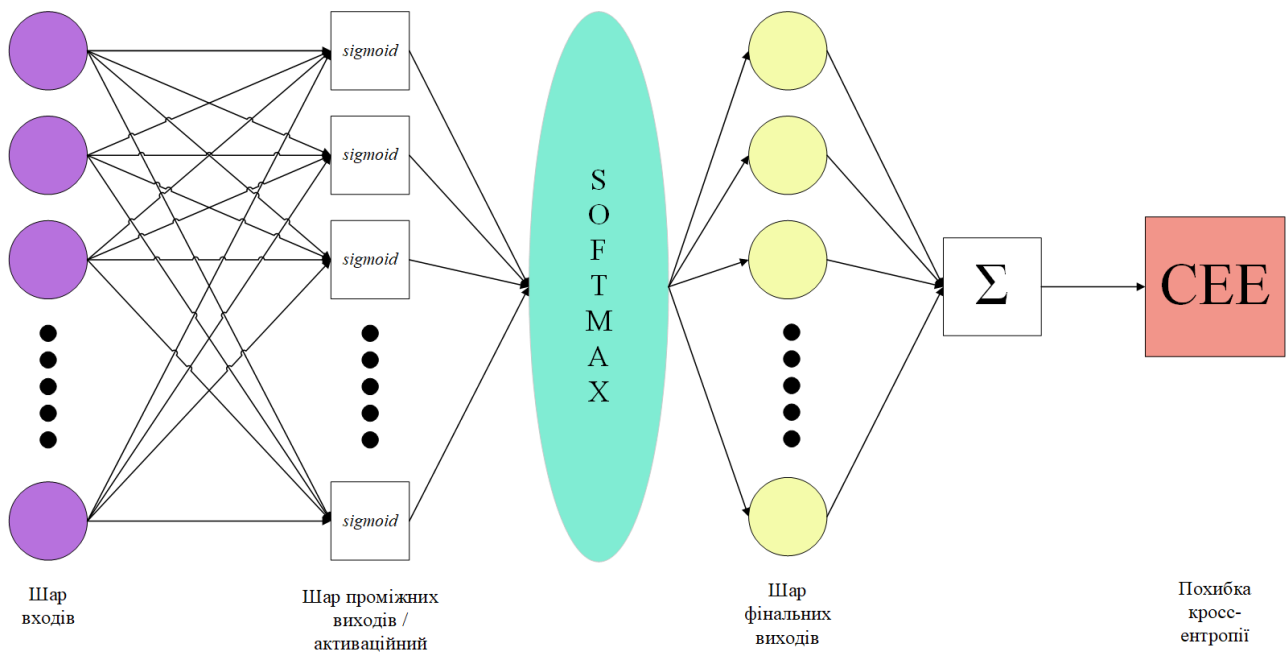 sigmoid
sigmoid
sigmoid
sigmoid
S
O
F
T
M
A
X
Σ
CEE
Шар
входів
Шар проміжних
виходів /
активаційний
Шар
фінальних
виходів
Похибка
кросс-
ентропії